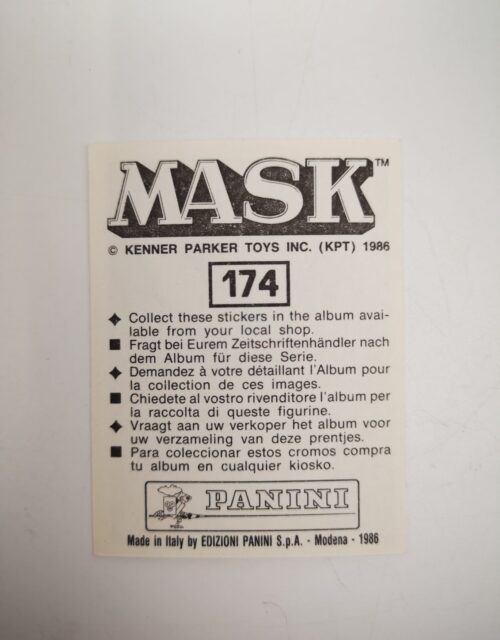 MASK™
© KENNER PARKER TOYS INC. (KPT) 1986
174
◆ Collect these stickers in the album avai-
lable from your local shop.
■ Fragt bei Eurem Zeitschriftenhändler nach
dem Album für diese Serie.
◆ Demandez à votre détaillant l'Album pour
la collection de ces images.
■ Chiedete al vostro rivenditore l'album per
la raccolta di queste figurine.
◆ Vraagt aan uw verkoper het album voor
uw verzameling van deze prentjes.
■ Para coleccionar estos cromos compra
tu album en cualquier kiosko.
PANINI
Made in Italy by EDIZIONI PANINI S.p.A. - Modena - 1986